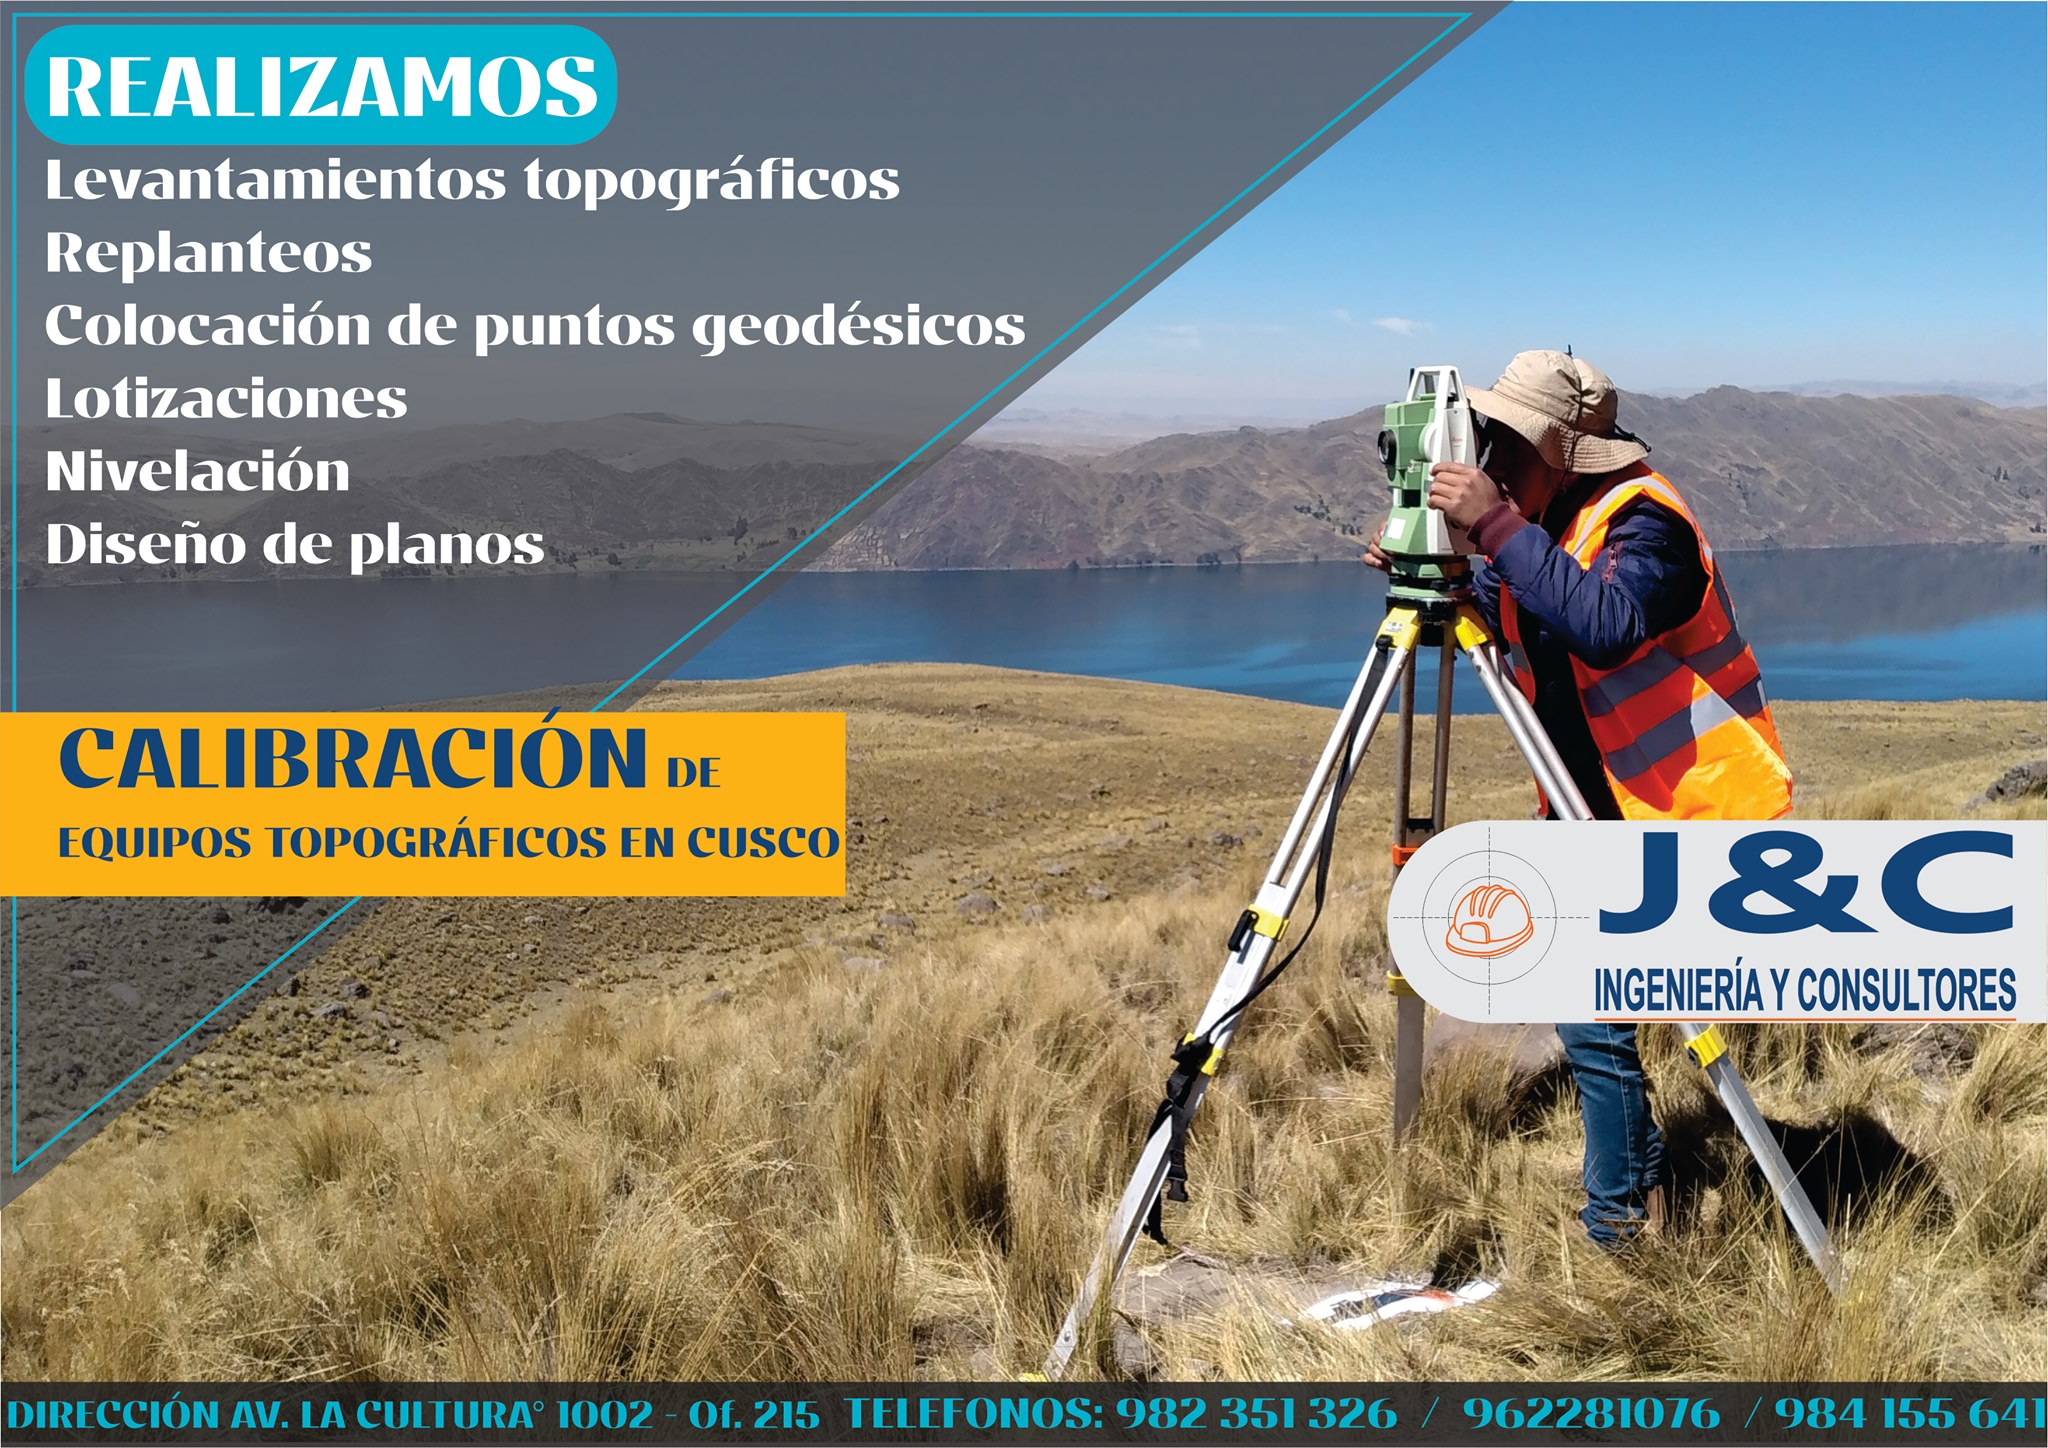 REALIZAMOS
Levantamientos topográficos
Replanteos
Colocación de puntos geodésicos
Lotizaciones
Nivelación
Diseño de planos
CALIBRACIÓN DE
EQUIPOS TOPOGRÁFICOS EN CUSCO
J&C
INGENIERÍA Y CONSULTORES
DIRECCIÓN AV. LA CULTURA° 1002 - Of. 215 TELEFONOS: 982 351 326 / 962281076 / 984 155 641